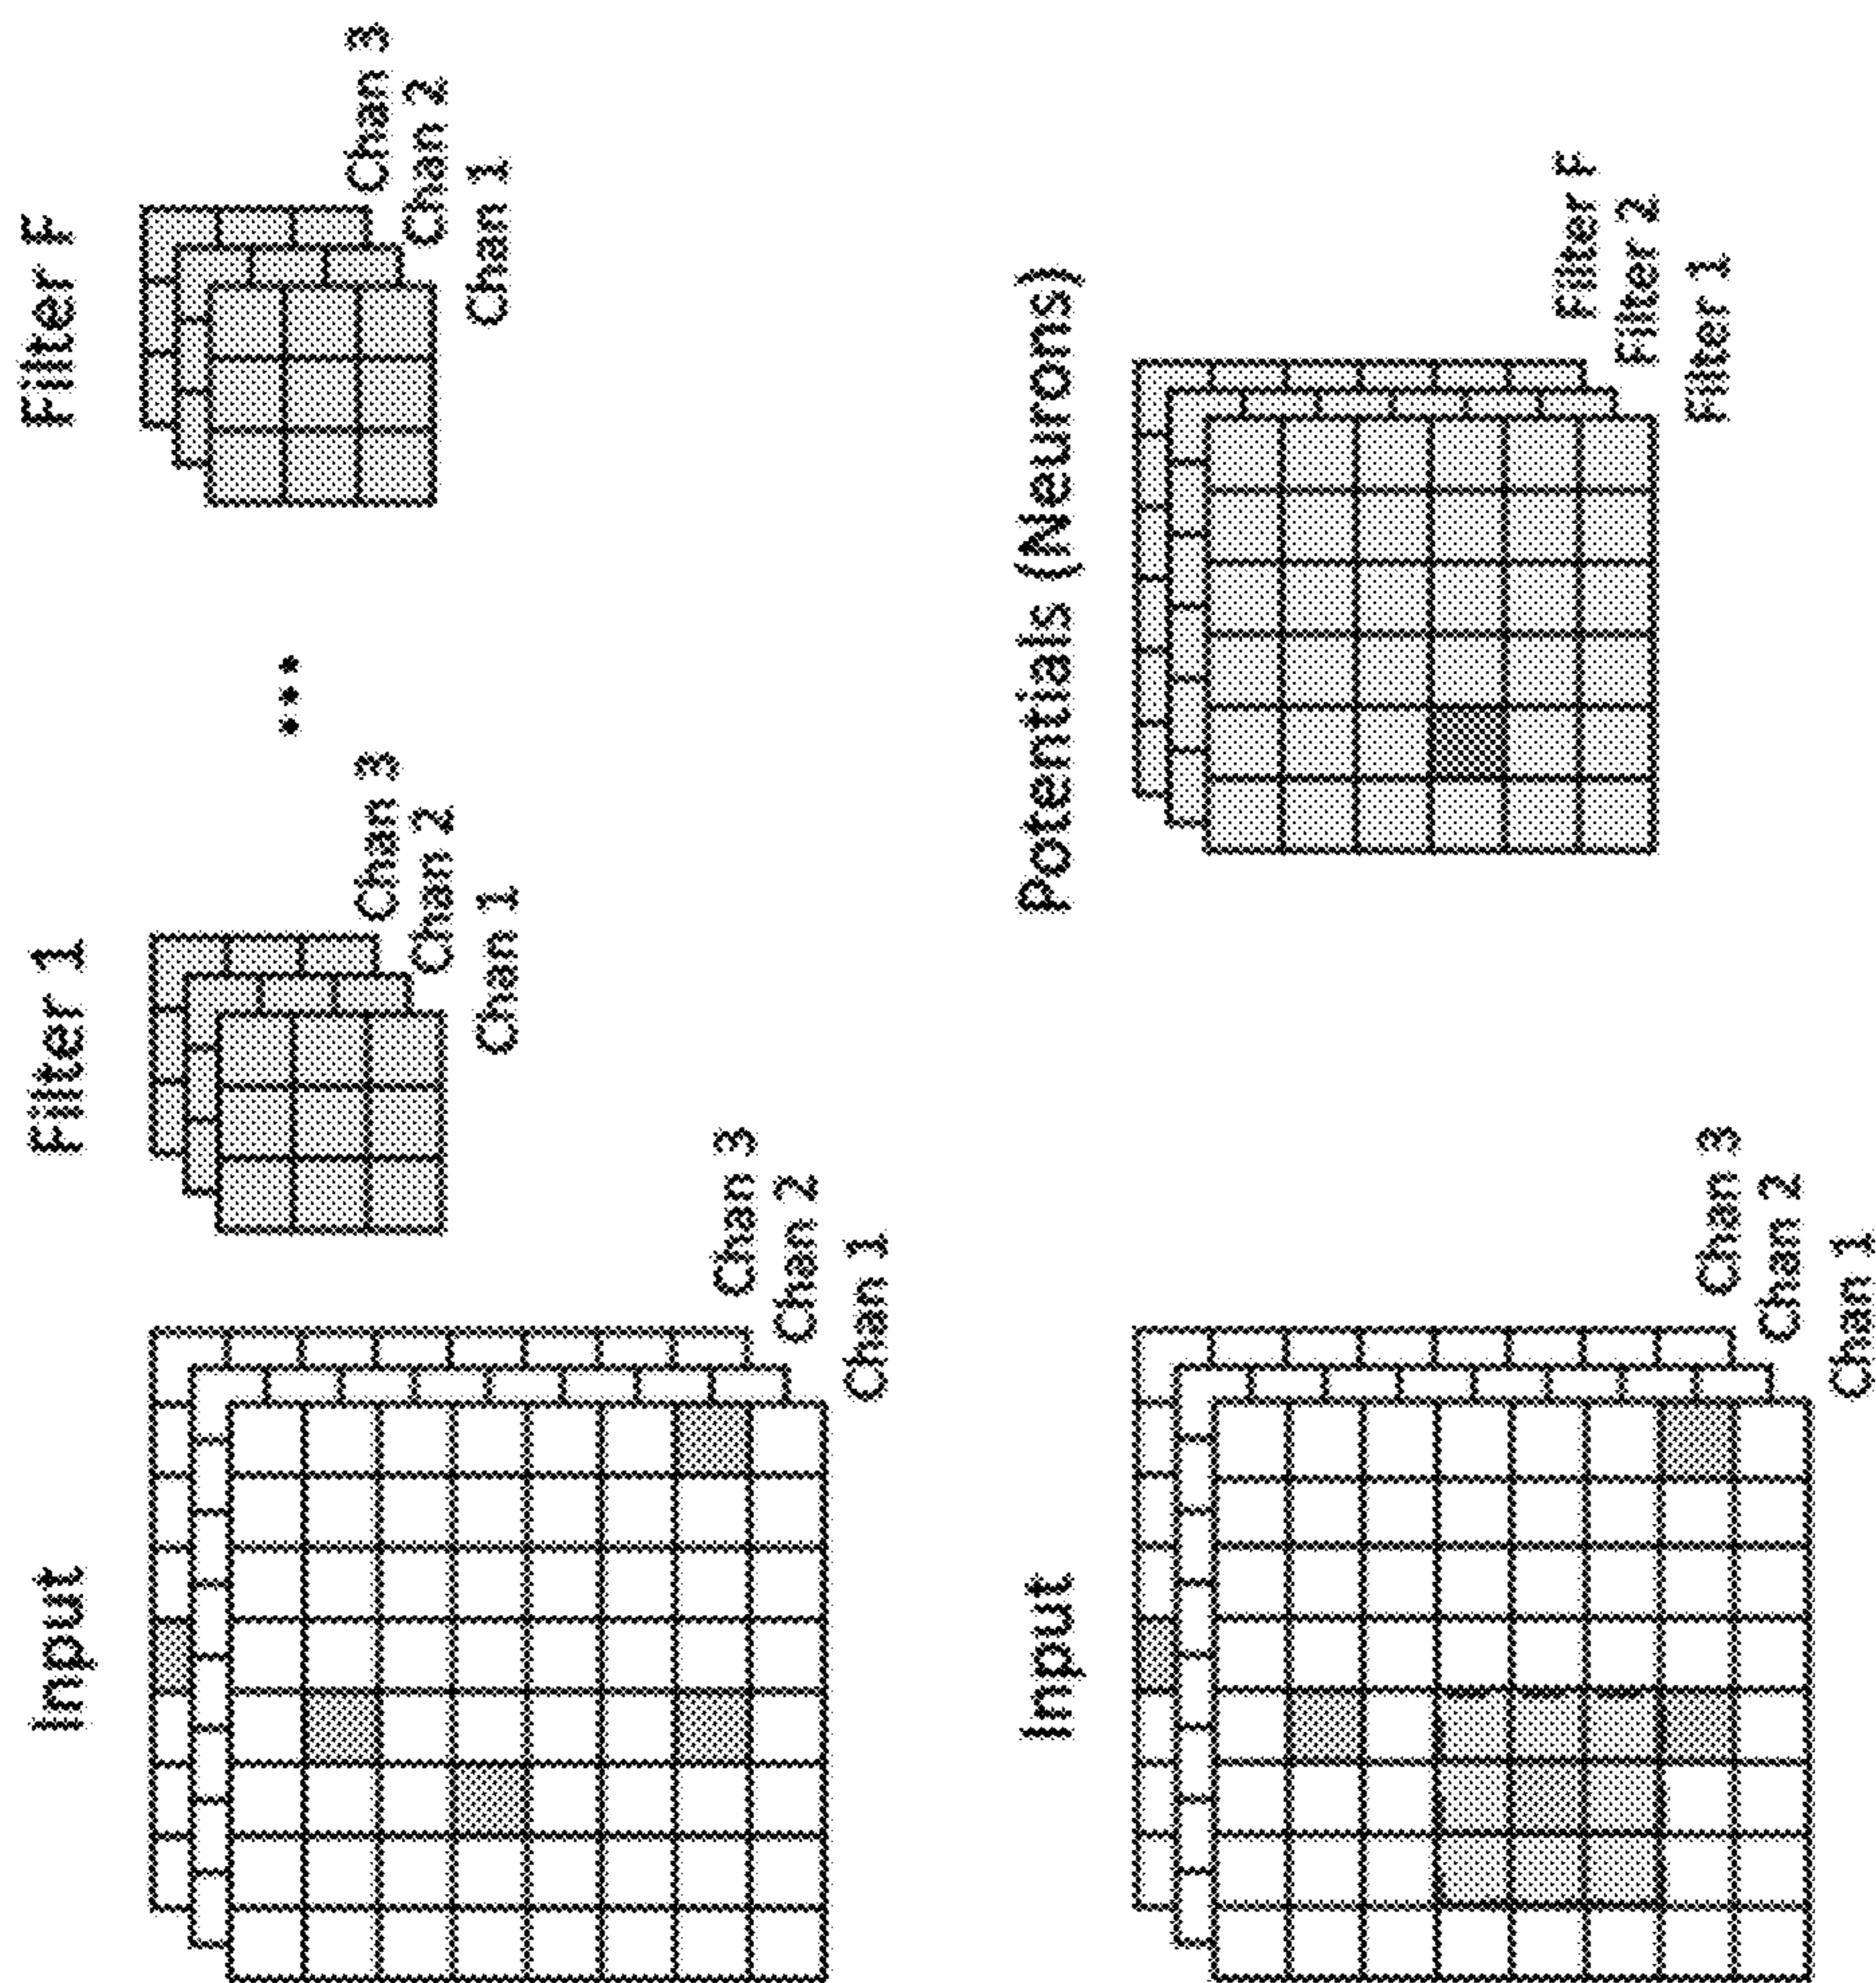 Input
Chan 3
Chan 2
Chan 1
Filter 1
Chan 3
Chan 2
Chan 1
...
Filter F
Chan 3
Chan 2
Chan 1
Input
Chan 3
Chan 2
Chan 1
Potentials (Neurons)
Filter F
Filter 2
Filter 1